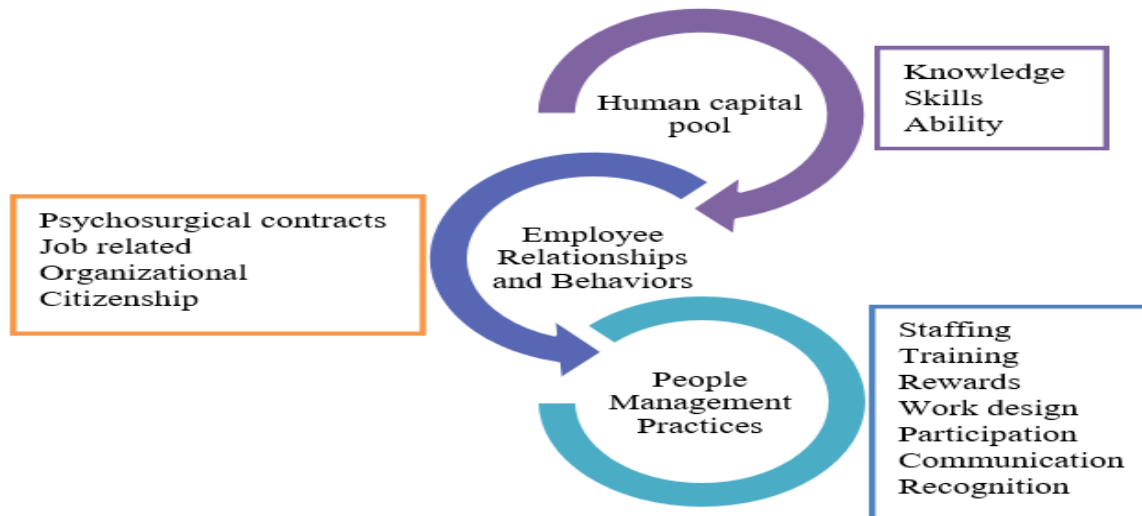 Human capital
pool
Knowledge
Skills
Ability
Psychosurgical contracts
Job related
Organizational
Citizenship
Employee
Relationships
and Behaviors
People
Management
Practices
Staffing
Training
Rewards
Work design
Participation
Communication
Recognition